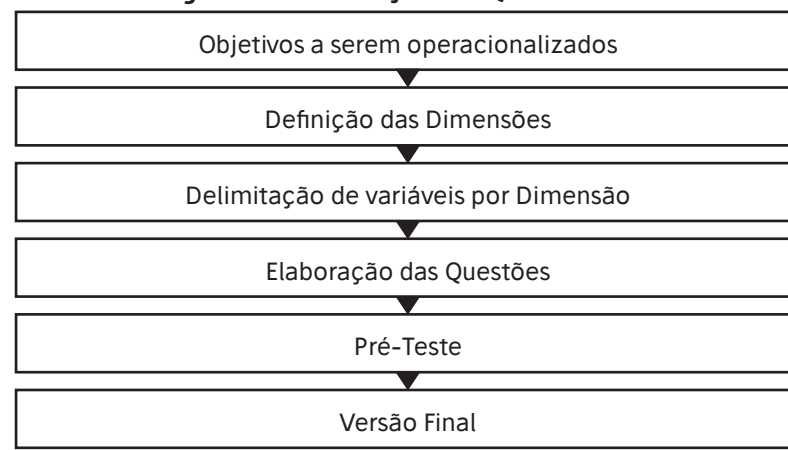 Objetivos a serem operacionalizados
Definição das Dimensões
Delimitação de variáveis por Dimensão
Elaboração das Questões
Pré-Teste
Versão Final